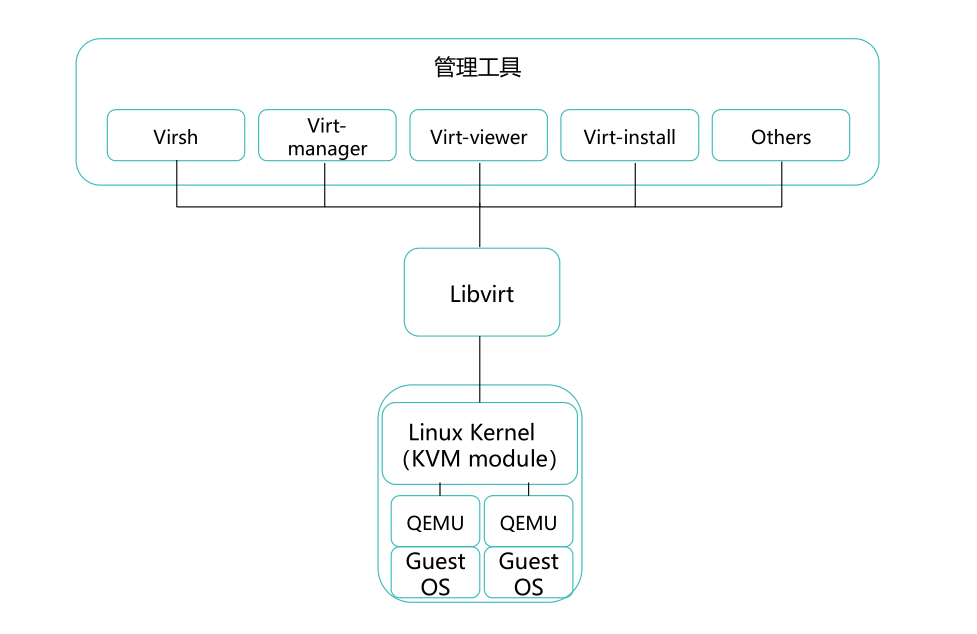 管理工具
Virsh
Virt-
manager
Virt-viewer
Virt-install
Others
Libvirt
Linux Kernel
（KVM module）
QEMU
QEMU
Guest
OS
Guest
OS